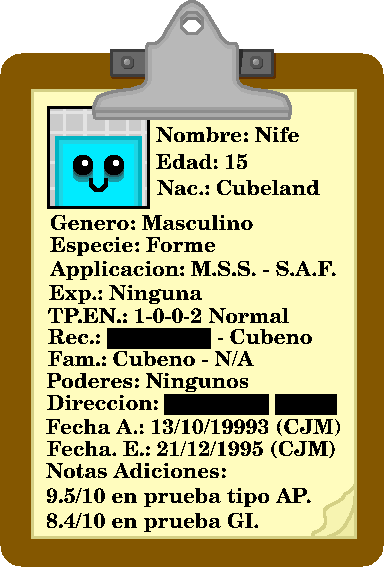 Nombre: Nife
Edad: 15
Nac.: Cubeland
Genero: Masculino
Especie: Forme
Applicacion: M.S.S. - S.A.F.
Exp.: Ninguna
TP.EN.: 1-0-0-2 Normal
Rec.: - Cubeno
Fam.: Cubeno - N/A
Poderes: Ningunos
Direccion:
Fecha A.: 13/10/19993 (CJM)
Fecha. E.: 21/12/1995 (CJM)
Notas Adiciones:
9.5/10 en prueba tipo AP.
8.4/10 en prueba GI.